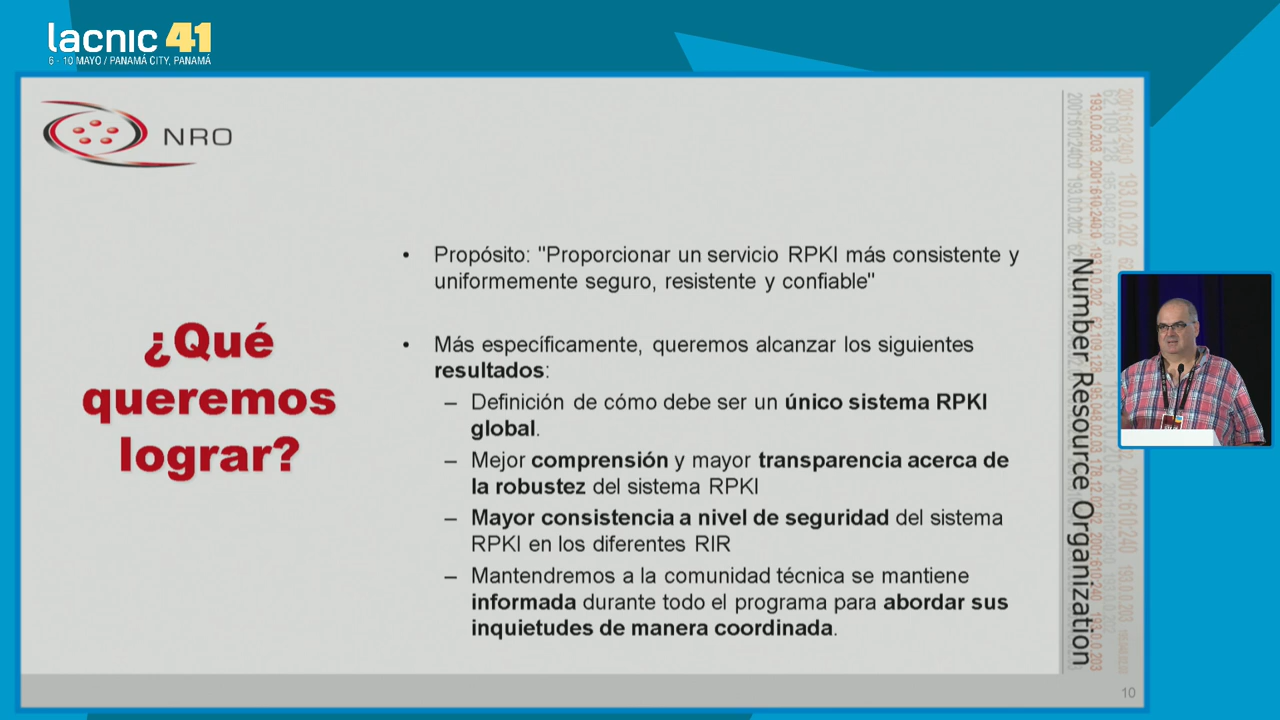 lacnic 41
6 - 10 MAYO / PANAMÁ CITY, PANAMÁ
NRO
¿Qué
queremos
lograr?
• Propósito: "Proporcionar un servicio RPKI más consistente y
uniformemente seguro, resistente y confiable"
• Más específicamente, queremos alcanzar los siguientes
resultados:
– Definición de cómo debe ser un único sistema RPKI
global.
– Mejor comprensión y mayor transparencia acerca de
la robustez del sistema RPKI
– Mayor consistencia a nivel de seguridad del sistema
RPKI en los diferentes RIR
– Mantendremos a la comunidad técnica se mantiene
informada durante todo el programa para abordar sus
inquietudes de manera coordinada.
Number Resource Organization
10